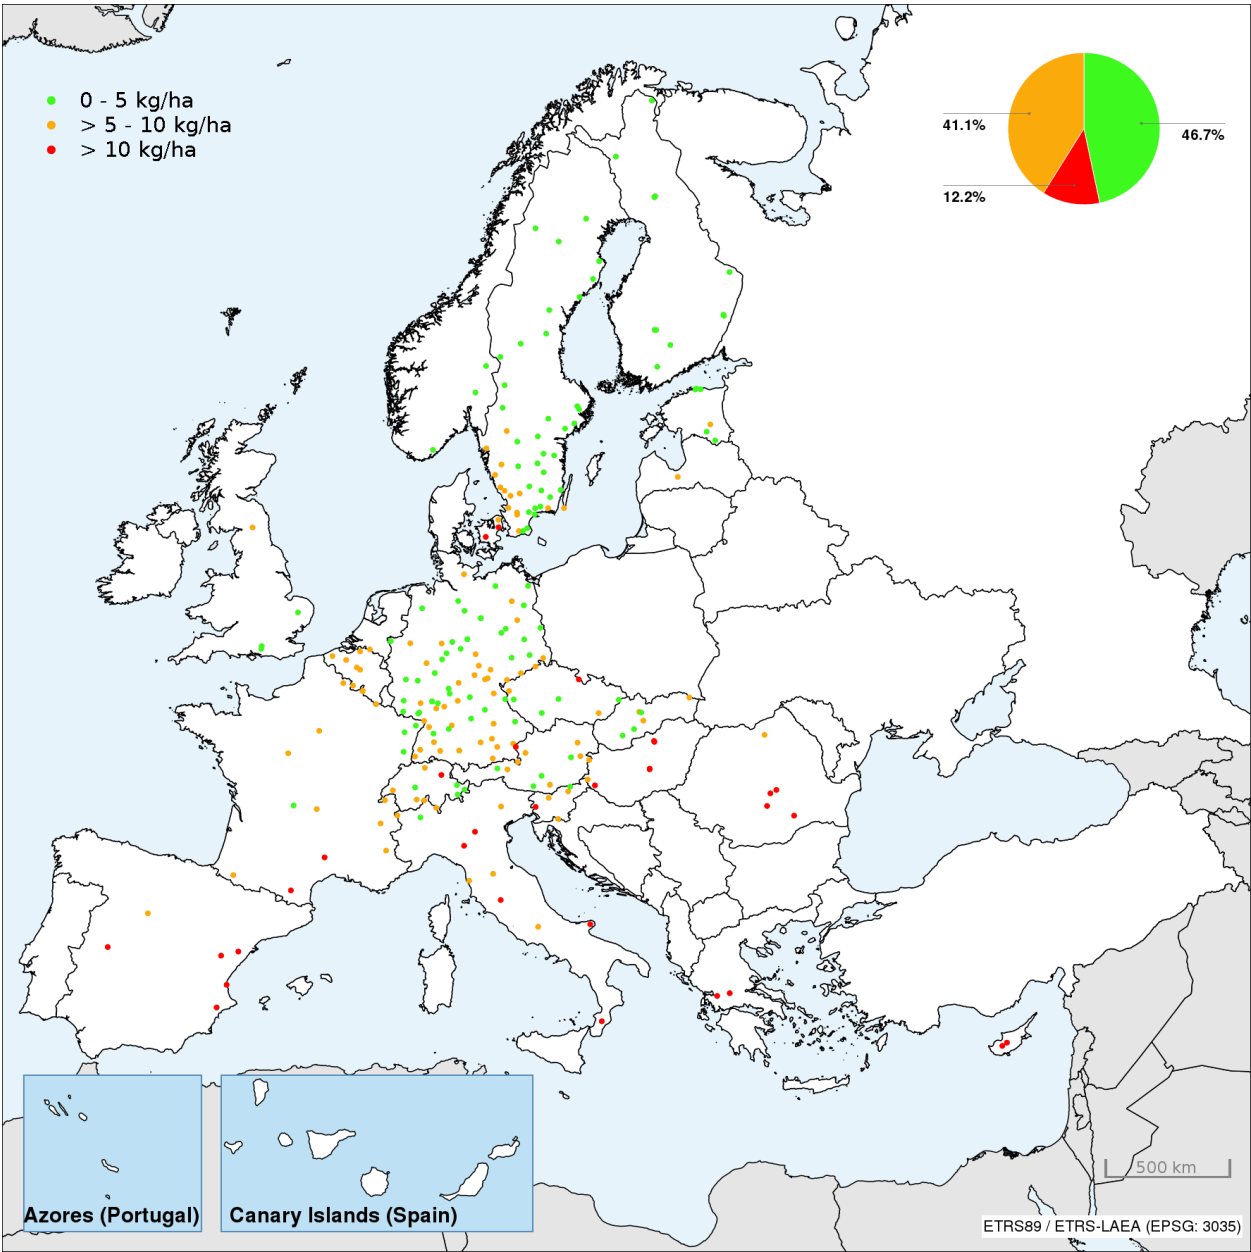 0 - 5 kg/ha
> 5 - 10 kg/ha
> 10 kg/ha
41.1%
46.7%
12.2%
500 km
Azores (Portugal)
Canary Islands (Spain)
ETRS89 / ETRS-LAEA (EPSG: 3035)